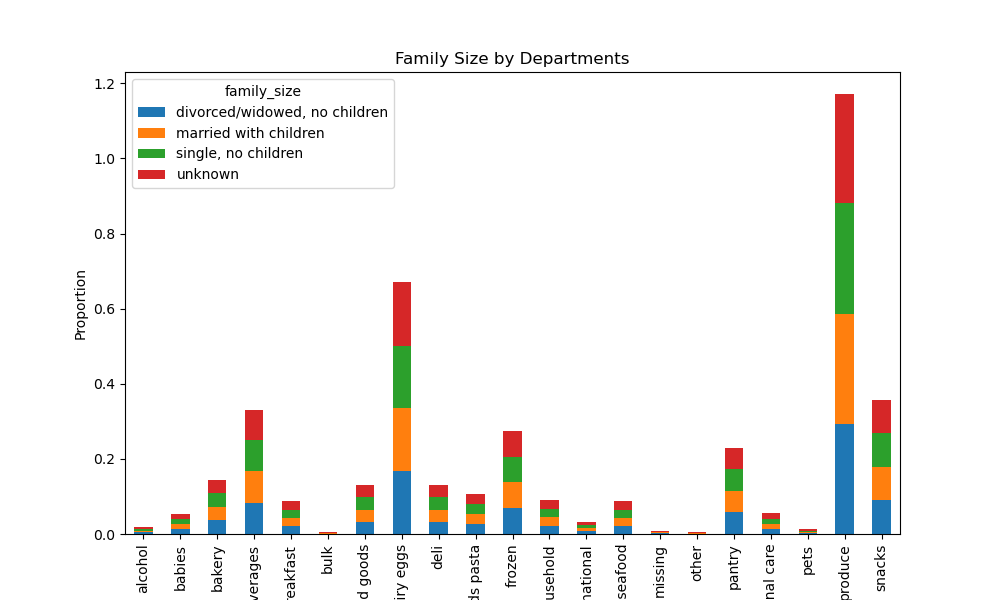 Family Size by Departments
family_size
divorced/widowed, no children
married with children
single, no children
unknown
Proportion
1.2
1.0
0.8
0.6
0.4
0.2
0.0
alcohol
babies
bakery
verages
reakfast
bulk
d goods
iry eggs
deli
ds pasta
frozen
usehold
national
seafood
missing
other
pantry
nal care
pets
produce
snacks